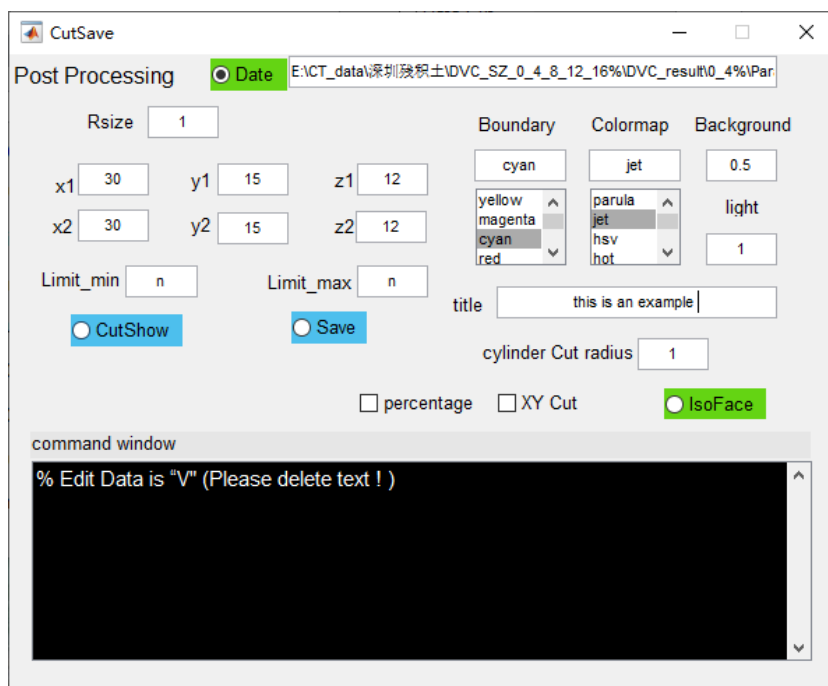 CutSave
Post Processing
Date
E:\CT_data\深圳残积土\DVC_SZ_0_4_8_12_16%\DVC_result\0_4%\Par
Rsize 1
Boundary Colormap Background
x1 30 y1 15 z1 12
cyan jet 0.5
x2 30 y2 15 z2 12
yellow
magenta
cyan
red
parula
jet
hsv
hot
light
1
Limit_min n Limit_max n
title this is an example
CutShow Save
cylinder Cut radius 1
percentage XY Cut IsoFace
command window
% Edit Data is “V" (Please delete text ! )